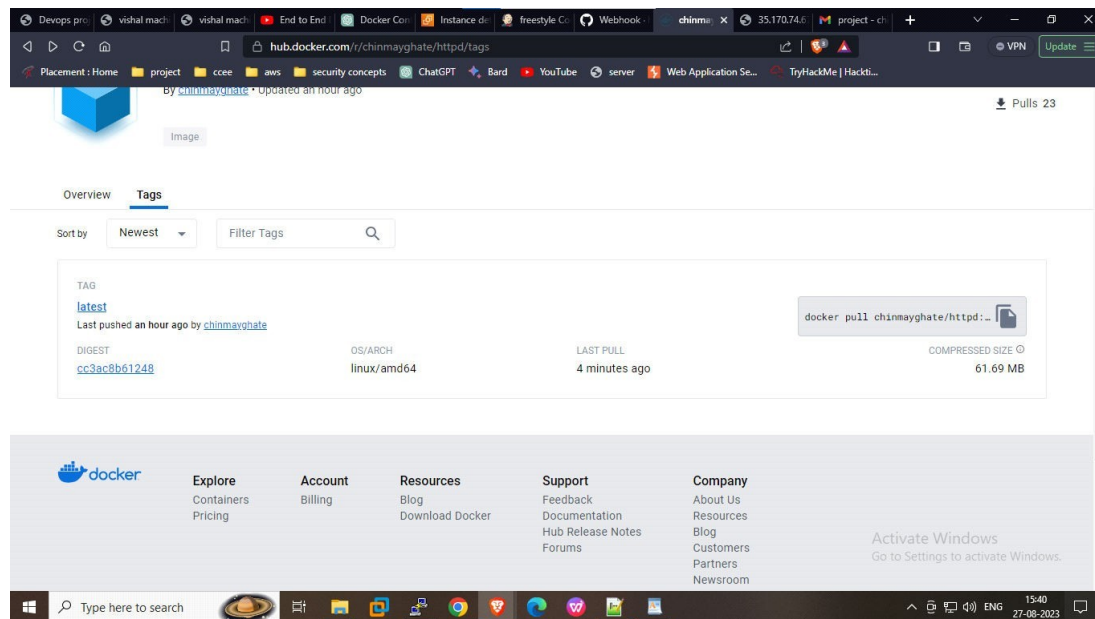 Devops pro vishal mach vishal mach End to End Docker Con Instance de freestyle Co Webhook - chinmay 35.170.74.6 project - ch
hub.docker.com/r/chinmayghate/httpd/tags VPN Update
Placement : Home project ccee aws security concepts ChatGPT Bard YouTube server Web Application Se... TryHackMe | Hackti...
By chinmayghate • Updated an hour ago
Pulls 23
Image
Overview Tags
Sort by Newest Filter Tags
TAG
latest
Last pushed an hour ago by chinmayghate
docker pull chinmayghate/httpd:…
DIGEST OS/ARCH LAST PULL COMPRESSED SIZE
cc3ac8b61248 linux/amd64 4 minutes ago 61.69 MB
docker
Explore Account Resources Support Company
Containers Billing Blog Feedback About Us
Pricing Download Docker Documentation Resources
Hub Release Notes Blog
Forums Customers
Partners
Newsroom
Activate Windows
Go to Settings to activate Windows.
Type here to search ENG 15:40
27-08-2023